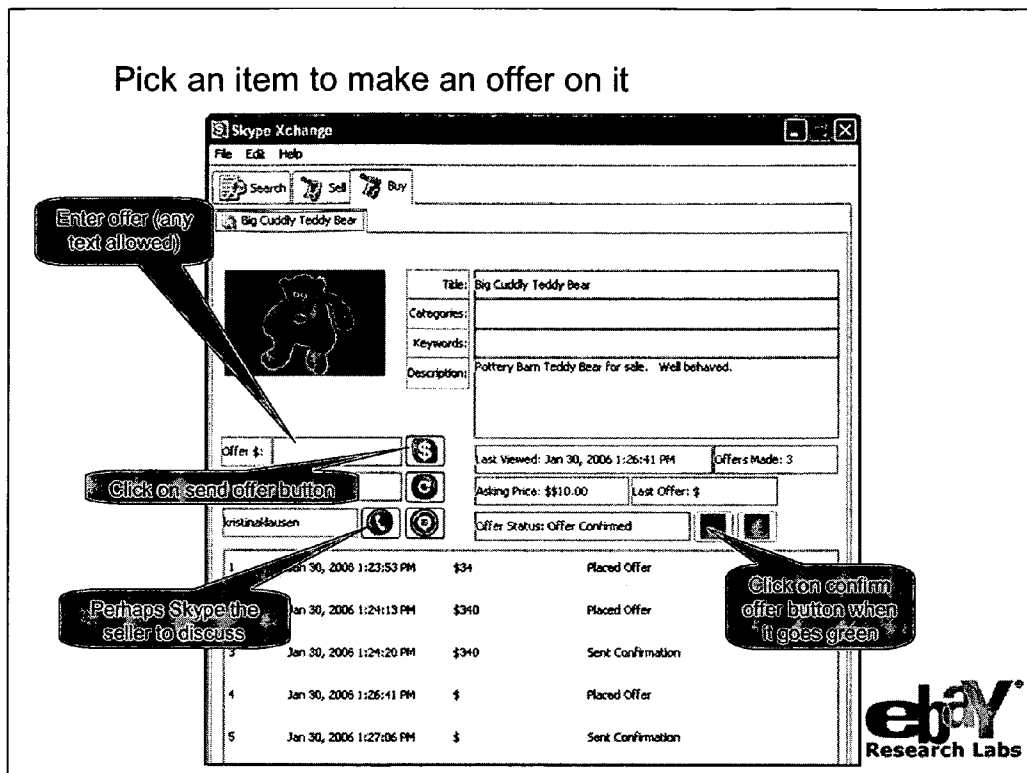 Pick an item to make an offer on it
Skype Xchange
File Edit Help
Search Sell Buy
Big Cuddly Teddy Bear
Enter offer (any
text allowed)
Title: Big Cuddly Teddy Bear
Categories:
Keywords:
Description: Pottery Barn Teddy Bear for sale. Well behaved.
Offer $:
Last Viewed: Jan 30, 2006 1:26:41 PM Offers Made: 3
Click on send offer button
Asking Price: $$10.00 Last Offer: $
kristinaklausen
Offer Status: Offer Confirmed
1 Jan 30, 2006 1:23:53 PM $34 Placed Offer
Jan 30, 2006 1:24:13 PM $340 Placed Offer
3 Jan 30, 2006 1:24:20 PM $340 Sent Confirmation
4 Jan 30, 2006 1:26:41 PM $ Placed Offer
5 Jan 30, 2006 1:27:06 PM $ Sent Confirmation
Perhaps Skype the
seller to discuss
Click on confirm
offer button when
it goes green
ebay
Research Labs